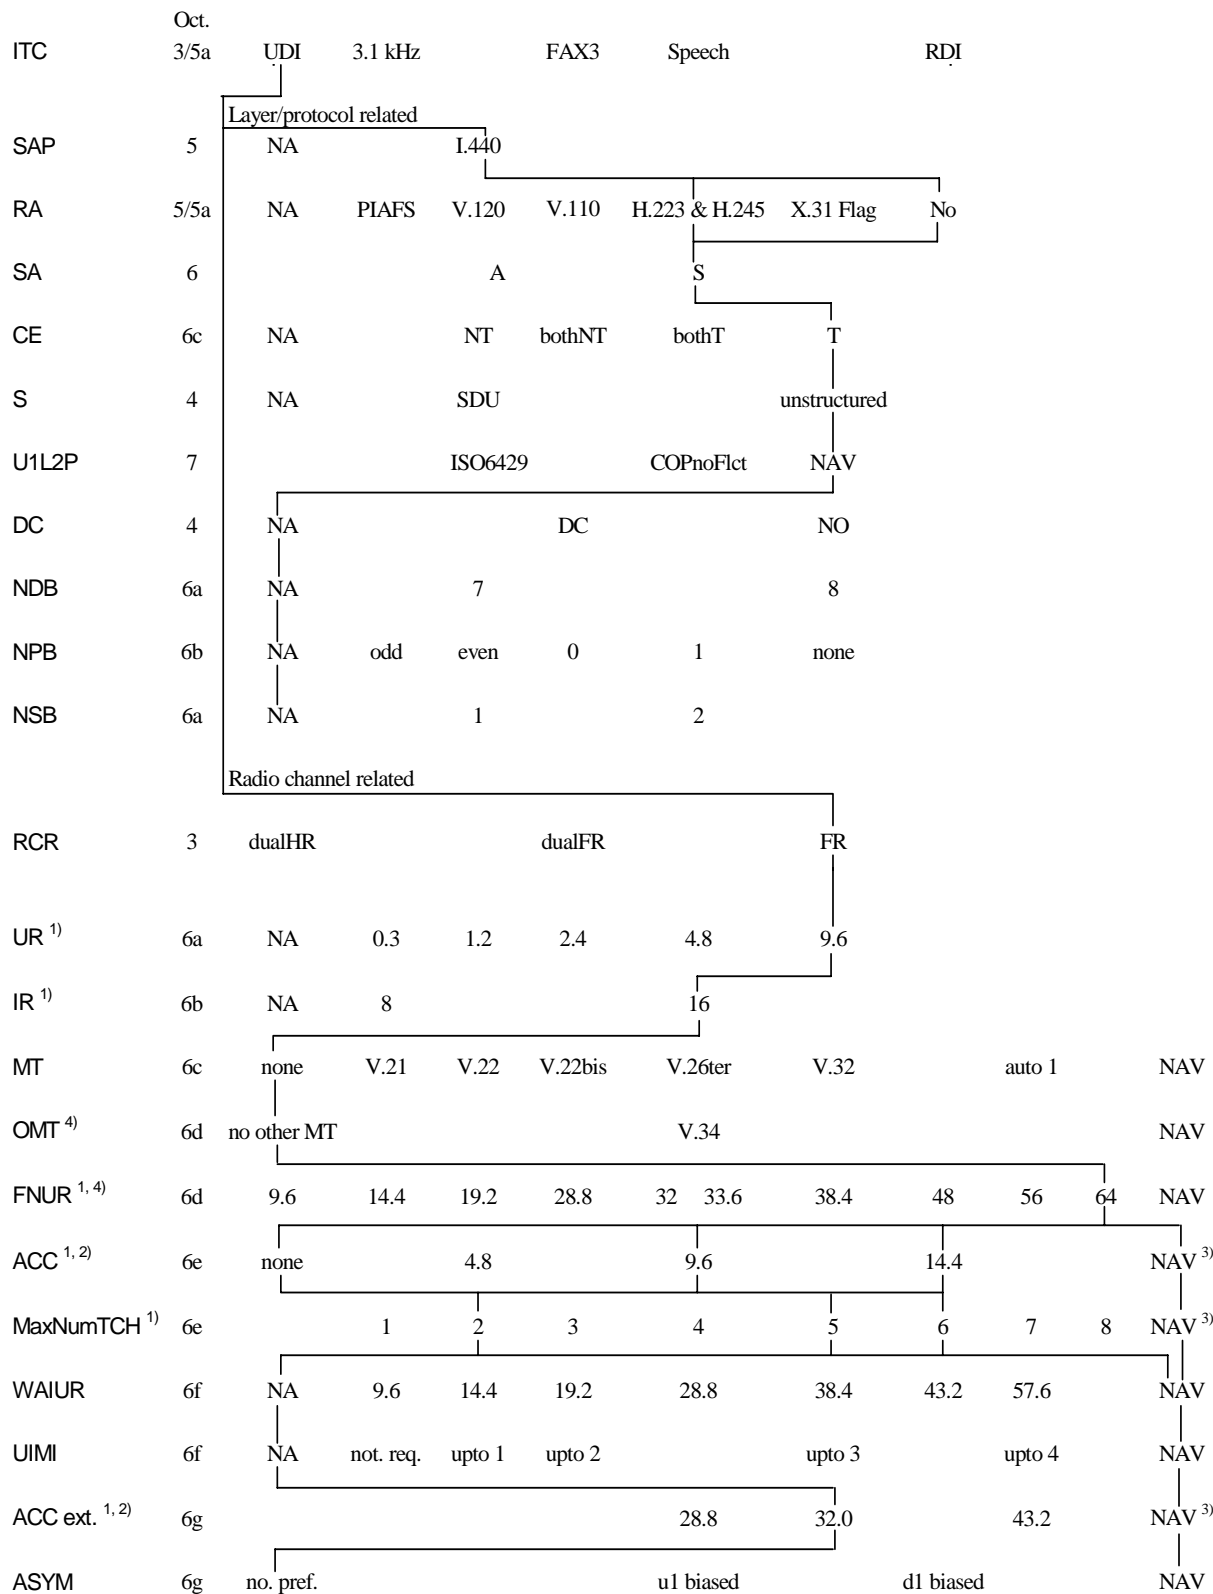 Oct.
ITC 3/5a UDI 3.1 kHz FAX3 Speech RDI
Layer/protocol related
SAP 5 NA I.440
RA 5/5a NA PIAFS V.120 V.110 H.223 & H.245 X.31 Flag No
SA 6 A S
CE 6c NA NT bothNT bothT T
S 4 NA SDU unstructured
U1L2P 7 ISO6429 COPnoFlct NAV
DC 4 NA DC NO
NDB 6a NA 7 8
NPB 6b NA odd even 0 1 none
NSB 6a NA 1 2
Radio channel related
RCR 3 dualHR dualFR FR
UR 1) 6a NA 0.3 1.2 2.4 4.8 9.6
IR 1) 6b NA 8 16
MT 6c none V.21 V.22 V.22bis V.26ter V.32 auto 1 NAV
OMT 4) 6d no other MT V.34 NAV
FNUR 1, 4) 6d 9.6 14.4 19.2 28.8 32 33.6 38.4 48 56 64 NAV
ACC 1, 2) 6e none 4.8 9.6 14.4 NAV 3)
MaxNumTCH 1) 6e 1 2 3 4 5 6 7 8 NAV 3)
WAIUR 6f NA 9.6 14.4 19.2 28.8 38.4 43.2 57.6 NAV
UIMI 6f NA not. req. upto 1 upto 2 upto 3 upto 4 NAV
ACC ext. 1, 2) 6g 28.8 32.0 43.2 NAV 3)
ASYM 6g no. pref. u1 biased d1 biased NAV